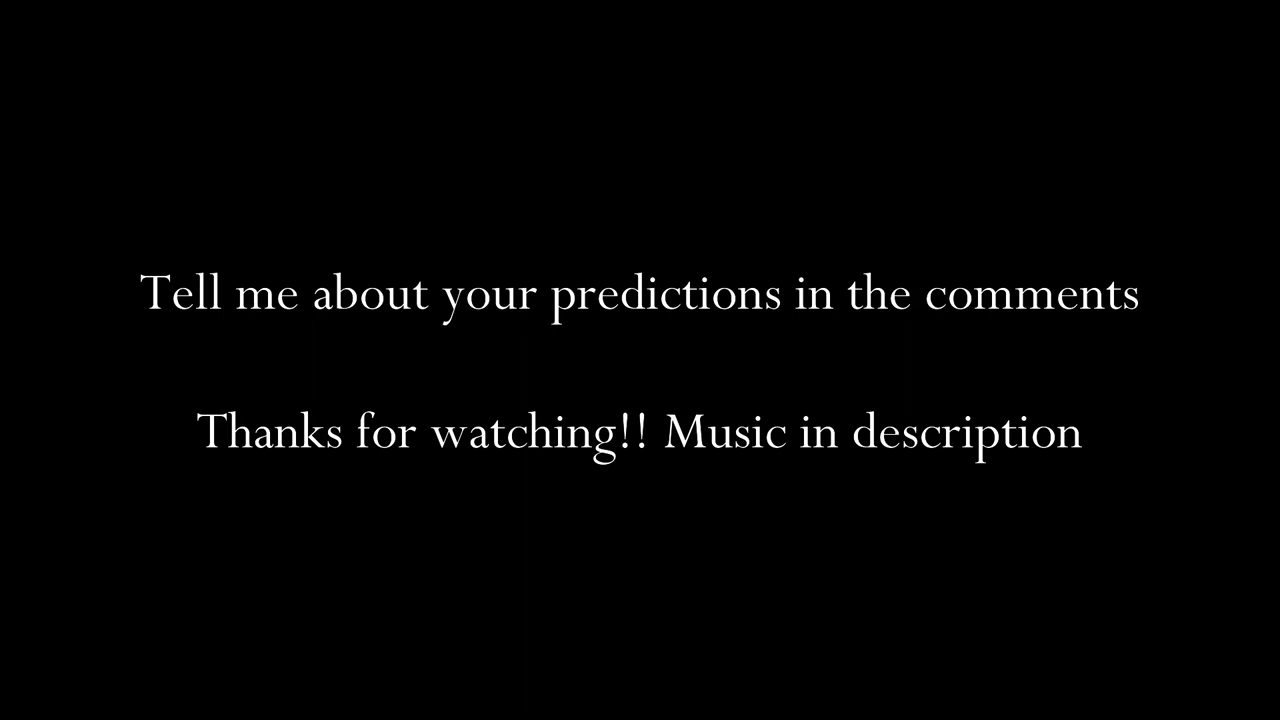 Tell me about your predictions in the comments
Thanks for watching!! Music in description